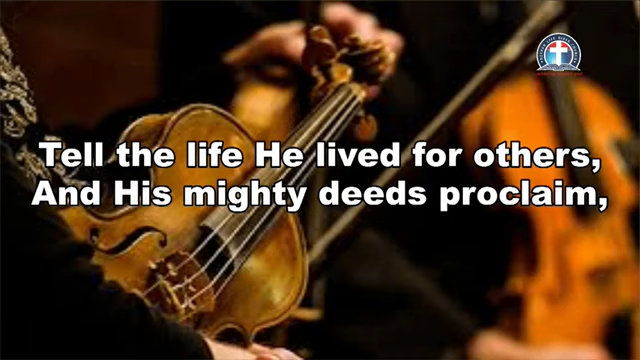 Tell the life He lived for others,
And His mighty deeds proclaim,